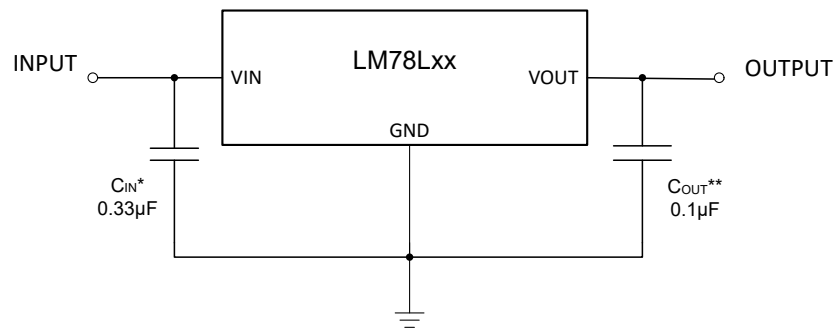 LM78Lxx
INPUT
OUTPUT
VIN
VOUT
GND
CIN*
0.33µF
COUT**
0.1µF